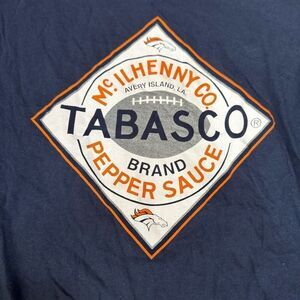 McILHENNY CO.
AVERY ISLAND, LA.
TABASCO®
BRAND
PEPPER SAUCE